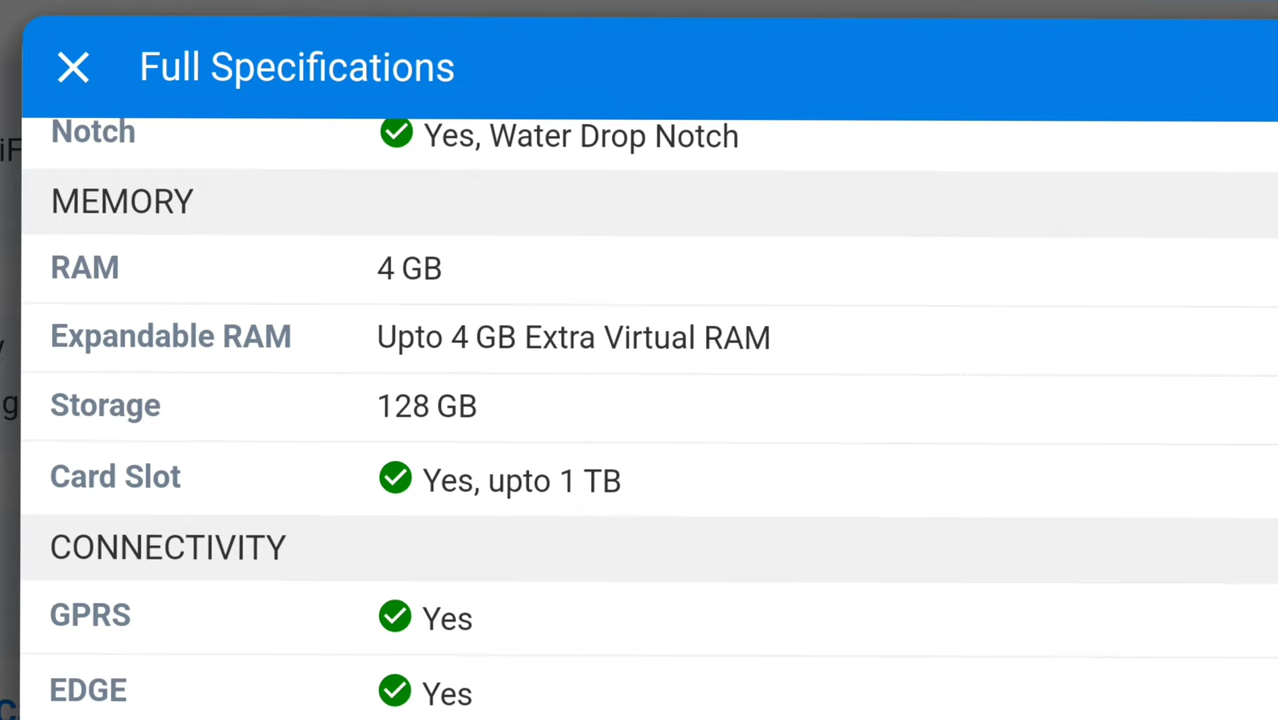 Full Specifications
Notch Yes, Water Drop Notch
MEMORY
RAM 4 GB
Expandable RAM Upto 4 GB Extra Virtual RAM
Storage 128 GB
Card Slot Yes, upto 1 TB
CONNECTIVITY
GPRS Yes
EDGE Yes